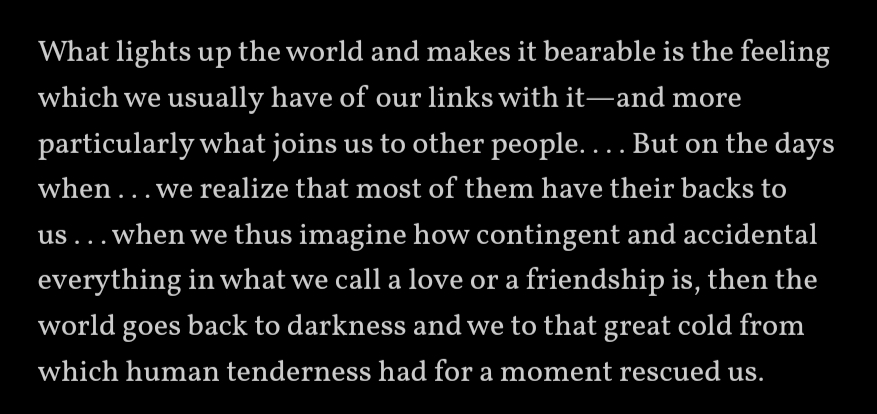 What lights up the world and makes it bearable is the feeling
which we usually have of our links with it—and more
particularly what joins us to other people. . . . But on the days
when . . . we realize that most of them have their backs to
us . . . when we thus imagine how contingent and accidental
everything in what we call a love or a friendship is, then the
world goes back to darkness and we to that great cold from
which human tenderness had for a moment rescued us.